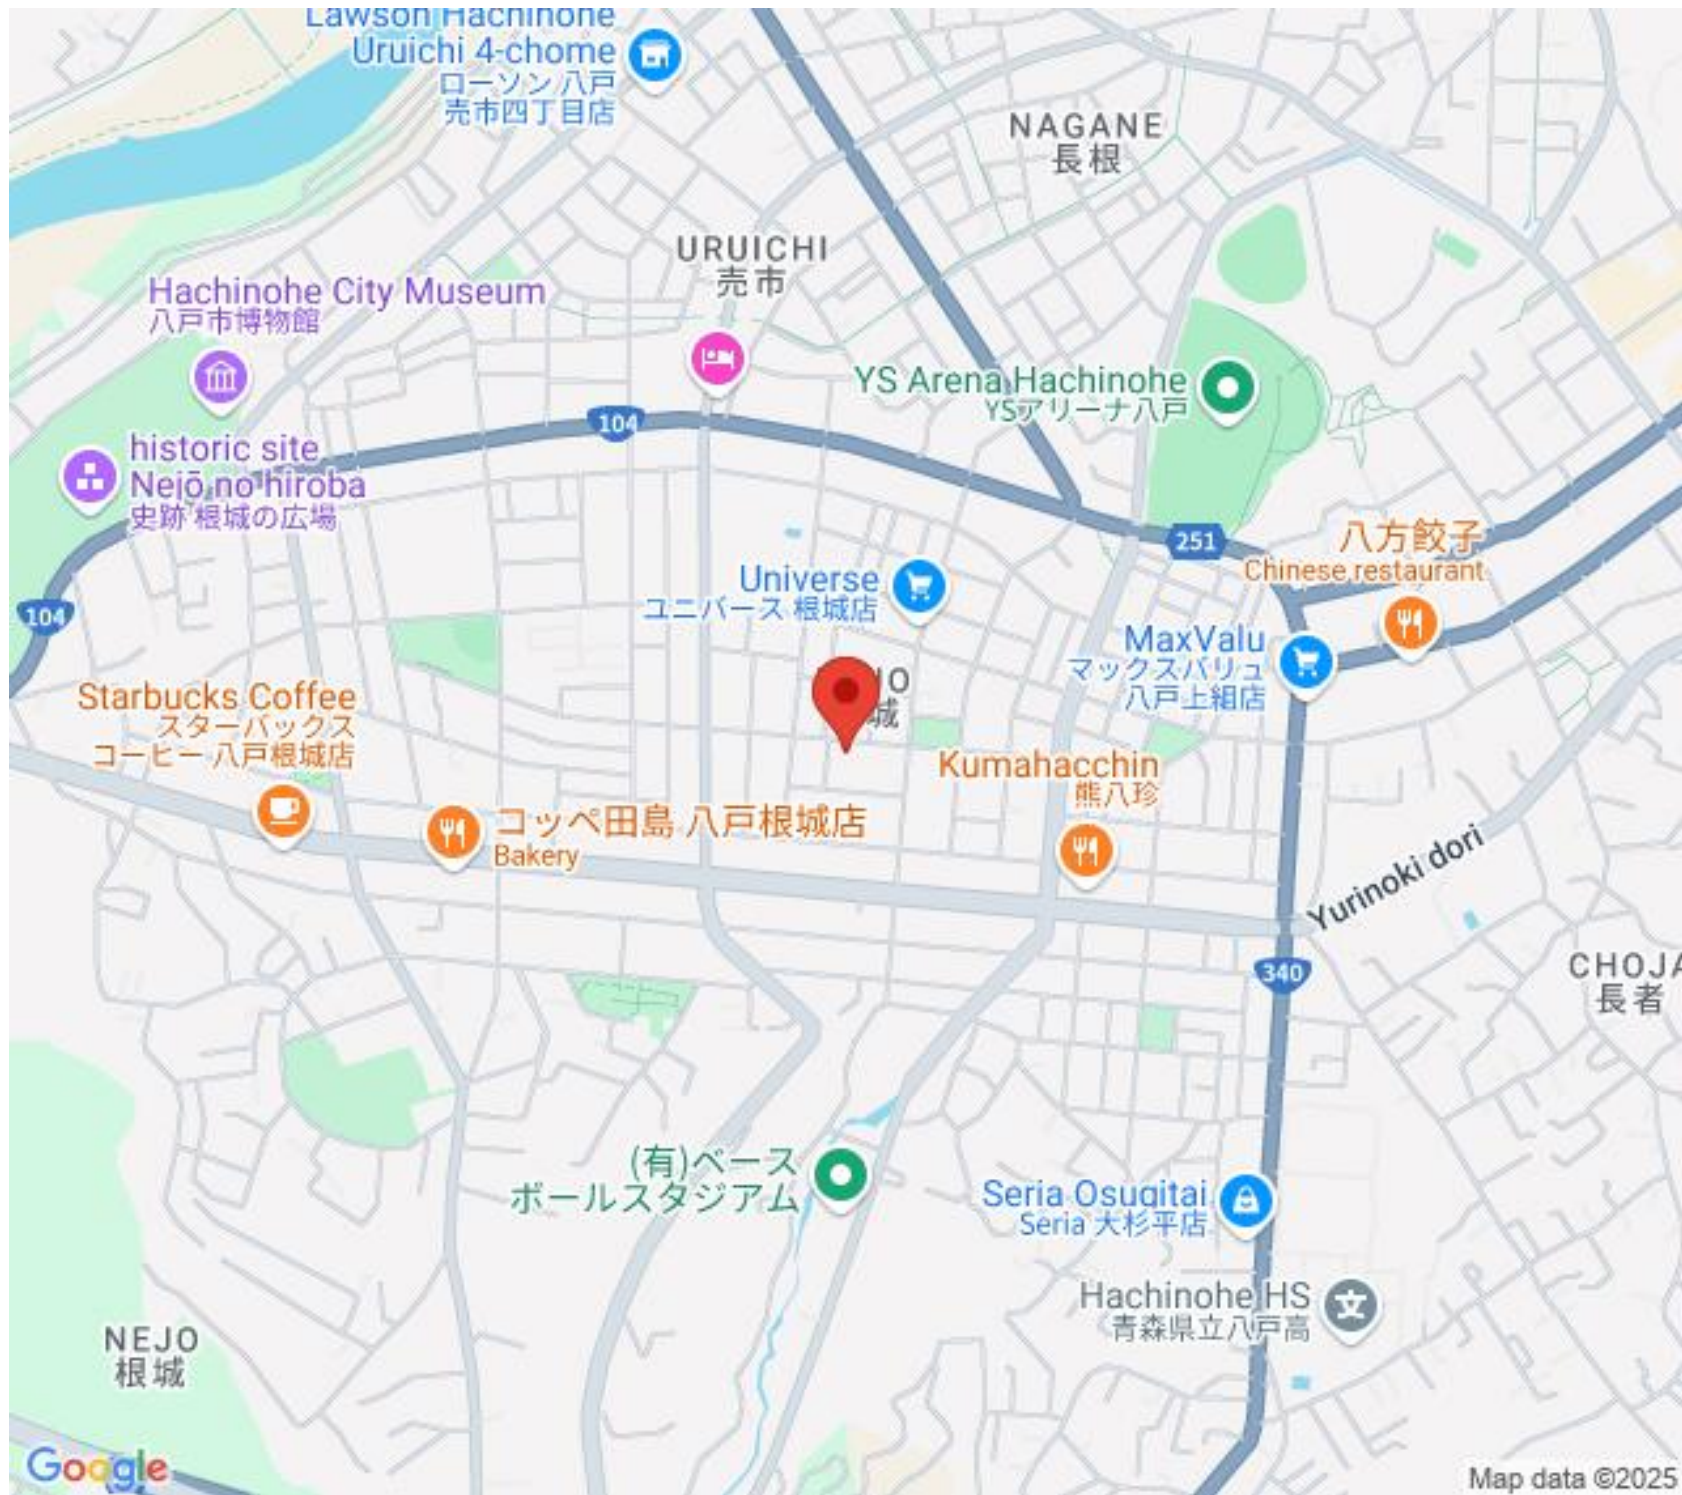 Lawson Hachinohe
Uruichi 4-chome
ローソン 八戸
売市四丁目店
NAGANE
長根
URUICHI
売市
Hachinohe City Museum
八戸市博物館
YS Arena Hachinohe
YSアリーナ八戸
104
historic site
Nejō no hiroba
史跡 根城の広場
251
八方餃子
Chinese restaurant
Universe
ユニバース 根城店
104
MaxValu
マックスバリュ
八戸上組店
Starbucks Coffee
スターバックス
コーヒー 八戸根城店
城
Kumahacchin
熊八珍
コッペ田島 八戸根城店
Bakery
Yurinoki dori
340
CHOJA
長者
(有)ベース
ボールスタジアム
Seria Osugitai
Seria 大杉平店
Hachinohe HS
青森県立八戸高
NEJO
根城
Google
Map data ©2025